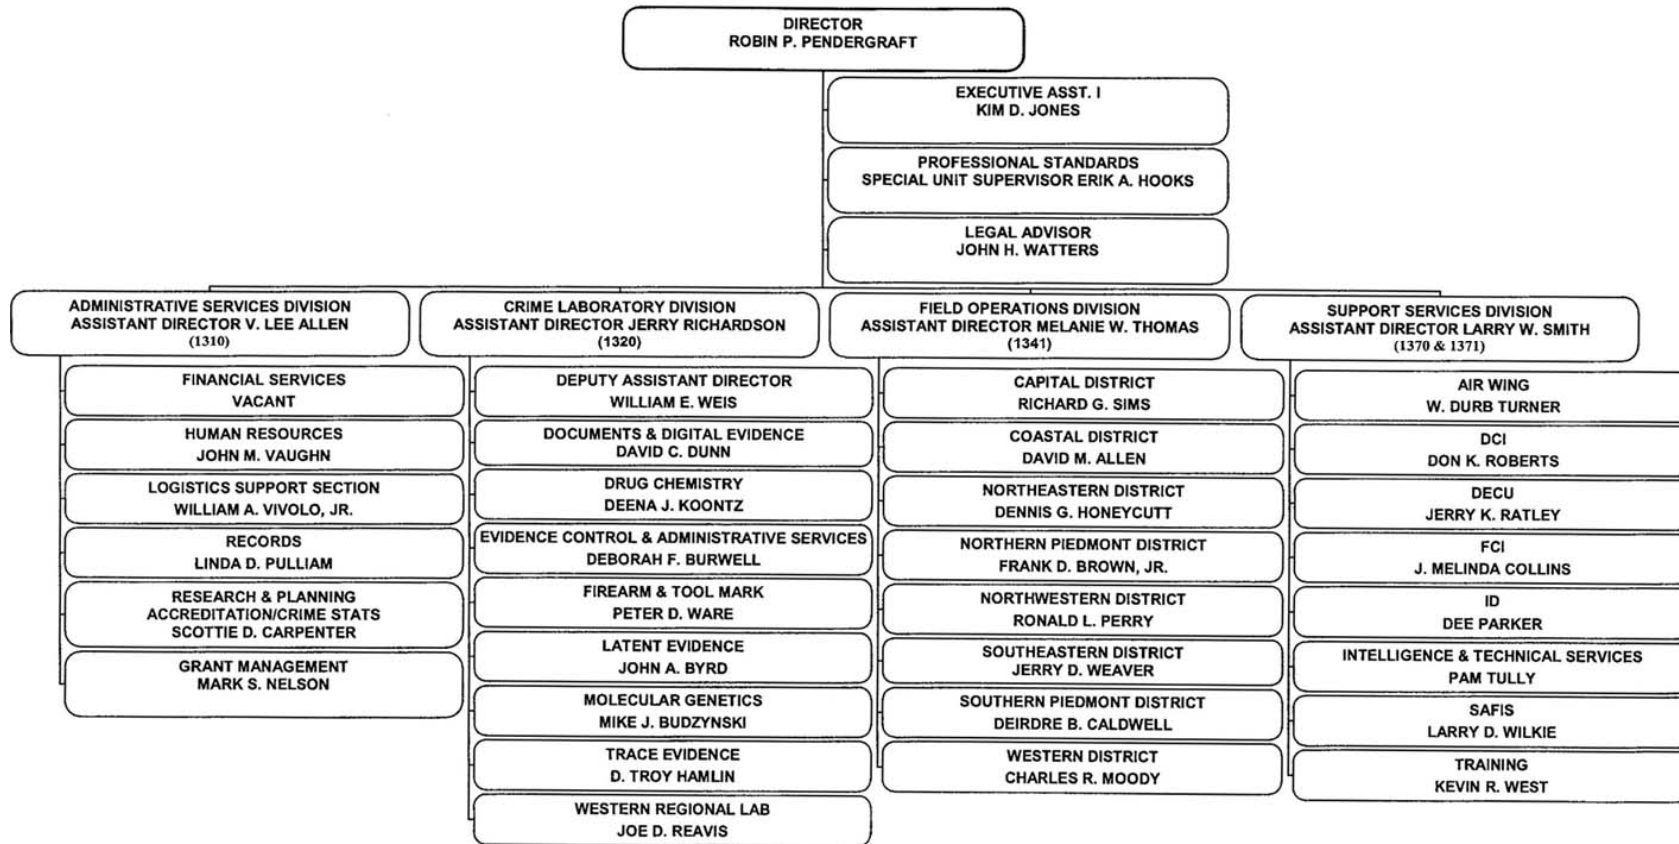 DIRECTOR
ROBIN P. PENDERGRAFT
EXECUTIVE ASST. I
KIM D. JONES
PROFESSIONAL STANDARDS
SPECIAL UNIT SUPERVISOR ERIK A. HOOKS
LEGAL ADVISOR
JOHN H. WATTERS
ADMINISTRATIVE SERVICES DIVISION
ASSISTANT DIRECTOR V. LEE ALLEN
(1310)
FINANCIAL SERVICES
VACANT
HUMAN RESOURCES
JOHN M. VAUGHN
LOGISTICS SUPPORT SECTION
WILLIAM A. VIVOLO, JR.
RECORDS
LINDA D. PULLIAM
RESEARCH & PLANNING
ACCREDITATION/CRIME STATS
SCOTTIE D. CARPENTER
GRANT MANAGEMENT
MARK S. NELSON
CRIME LABORATORY DIVISION
ASSISTANT DIRECTOR JERRY RICHARDSON
(1320)
DEPUTY ASSISTANT DIRECTOR
WILLIAM E. WEIS
DOCUMENTS & DIGITAL EVIDENCE
DAVID C. DUNN
DRUG CHEMISTRY
DEENA J. KOONTZ
EVIDENCE CONTROL & ADMINISTRATIVE SERVICES
DEBORAH F. BURWELL
FIREARM & TOOL MARK
PETER D. WARE
LATENT EVIDENCE
JOHN A. BYRD
MOLECULAR GENETICS
MIKE J. BUDZYNSKI
TRACE EVIDENCE
D. TROY HAMLIN
WESTERN REGIONAL LAB
JOE D. REAVIS
FIELD OPERATIONS DIVISION
ASSISTANT DIRECTOR MELANIE W. THOMAS
(1341)
CAPITAL DISTRICT
RICHARD G. SIMS
COASTAL DISTRICT
DAVID M. ALLEN
NORTHEASTERN DISTRICT
DENNIS G. HONEYCUTT
NORTHERN PIEDMONT DISTRICT
FRANK D. BROWN, JR.
NORTHWESTERN DISTRICT
RONALD L. PERRY
SOUTHEASTERN DISTRICT
JERRY D. WEAVER
SOUTHERN PIEDMONT DISTRICT
DEIRDRE B. CALDWELL
WESTERN DISTRICT
CHARLES R. MOODY
SUPPORT SERVICES DIVISION
ASSISTANT DIRECTOR LARRY W. SMITH
(1370 & 1371)
AIR WING
W. DURB TURNER
DCI
DON K. ROBERTS
DECU
JERRY K. RATLEY
FCI
J. MELINDA COLLINS
ID
DEE PARKER
INTELLIGENCE & TECHNICAL SERVICES
PAM TULLY
SAFIS
LARRY D. WILKIE
TRAINING
KEVIN R. WEST